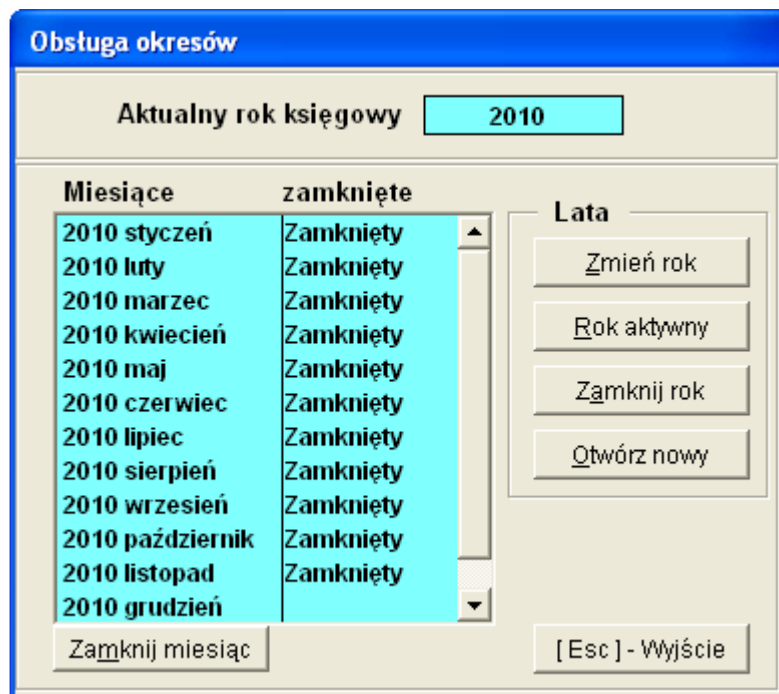 Obsługa okresów
Aktualny rok księgowy 2010
Miesiące zamknięte
2010 styczeń Zamknięty
2010 luty Zamknięty
2010 marzec Zamknięty
2010 kwiecień Zamknięty
2010 maj Zamknięty
2010 czerwiec Zamknięty
2010 lipiec Zamknięty
2010 sierpień Zamknięty
2010 wrzesień Zamknięty
2010 październik Zamknięty
2010 listopad Zamknięty
2010 grudzień
Zamknij miesiąc
Lata
Zmień rok
Rok aktywny
Zamknij rok
Otwórz nowy
[ Esc ] - Wyjście